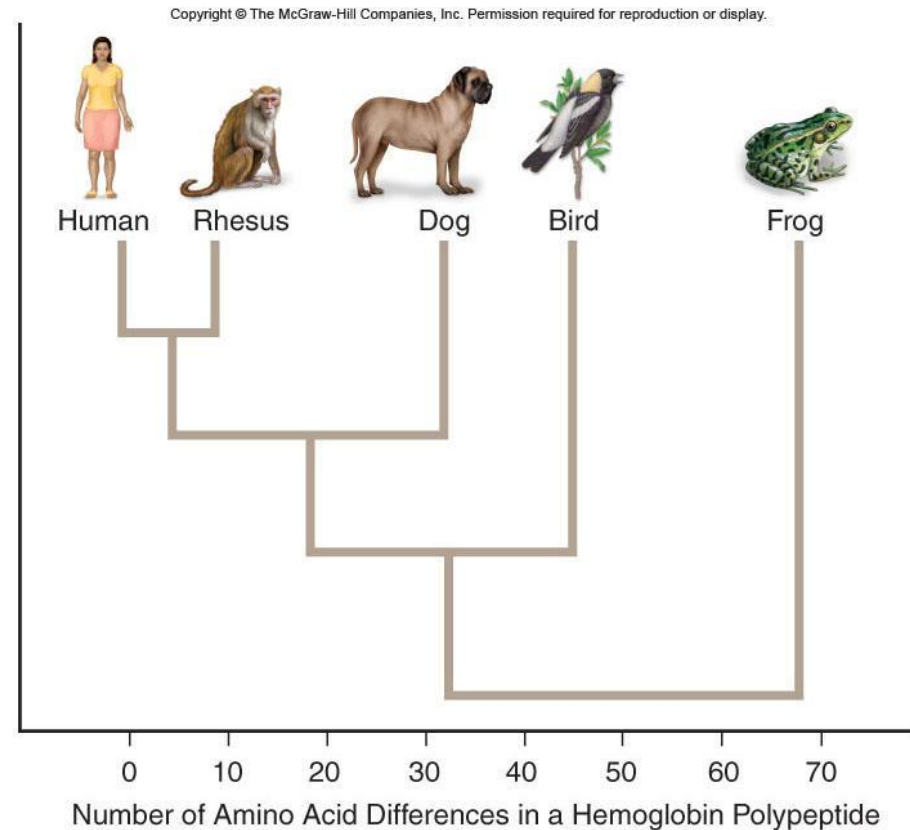 Copyright © The McGraw-Hill Companies, Inc. Permission required for reproduction or display.
Human Rhesus Dog Bird Frog
0 10 20 30 40 50 60 70
Number of Amino Acid Differences in a Hemoglobin Polypeptide